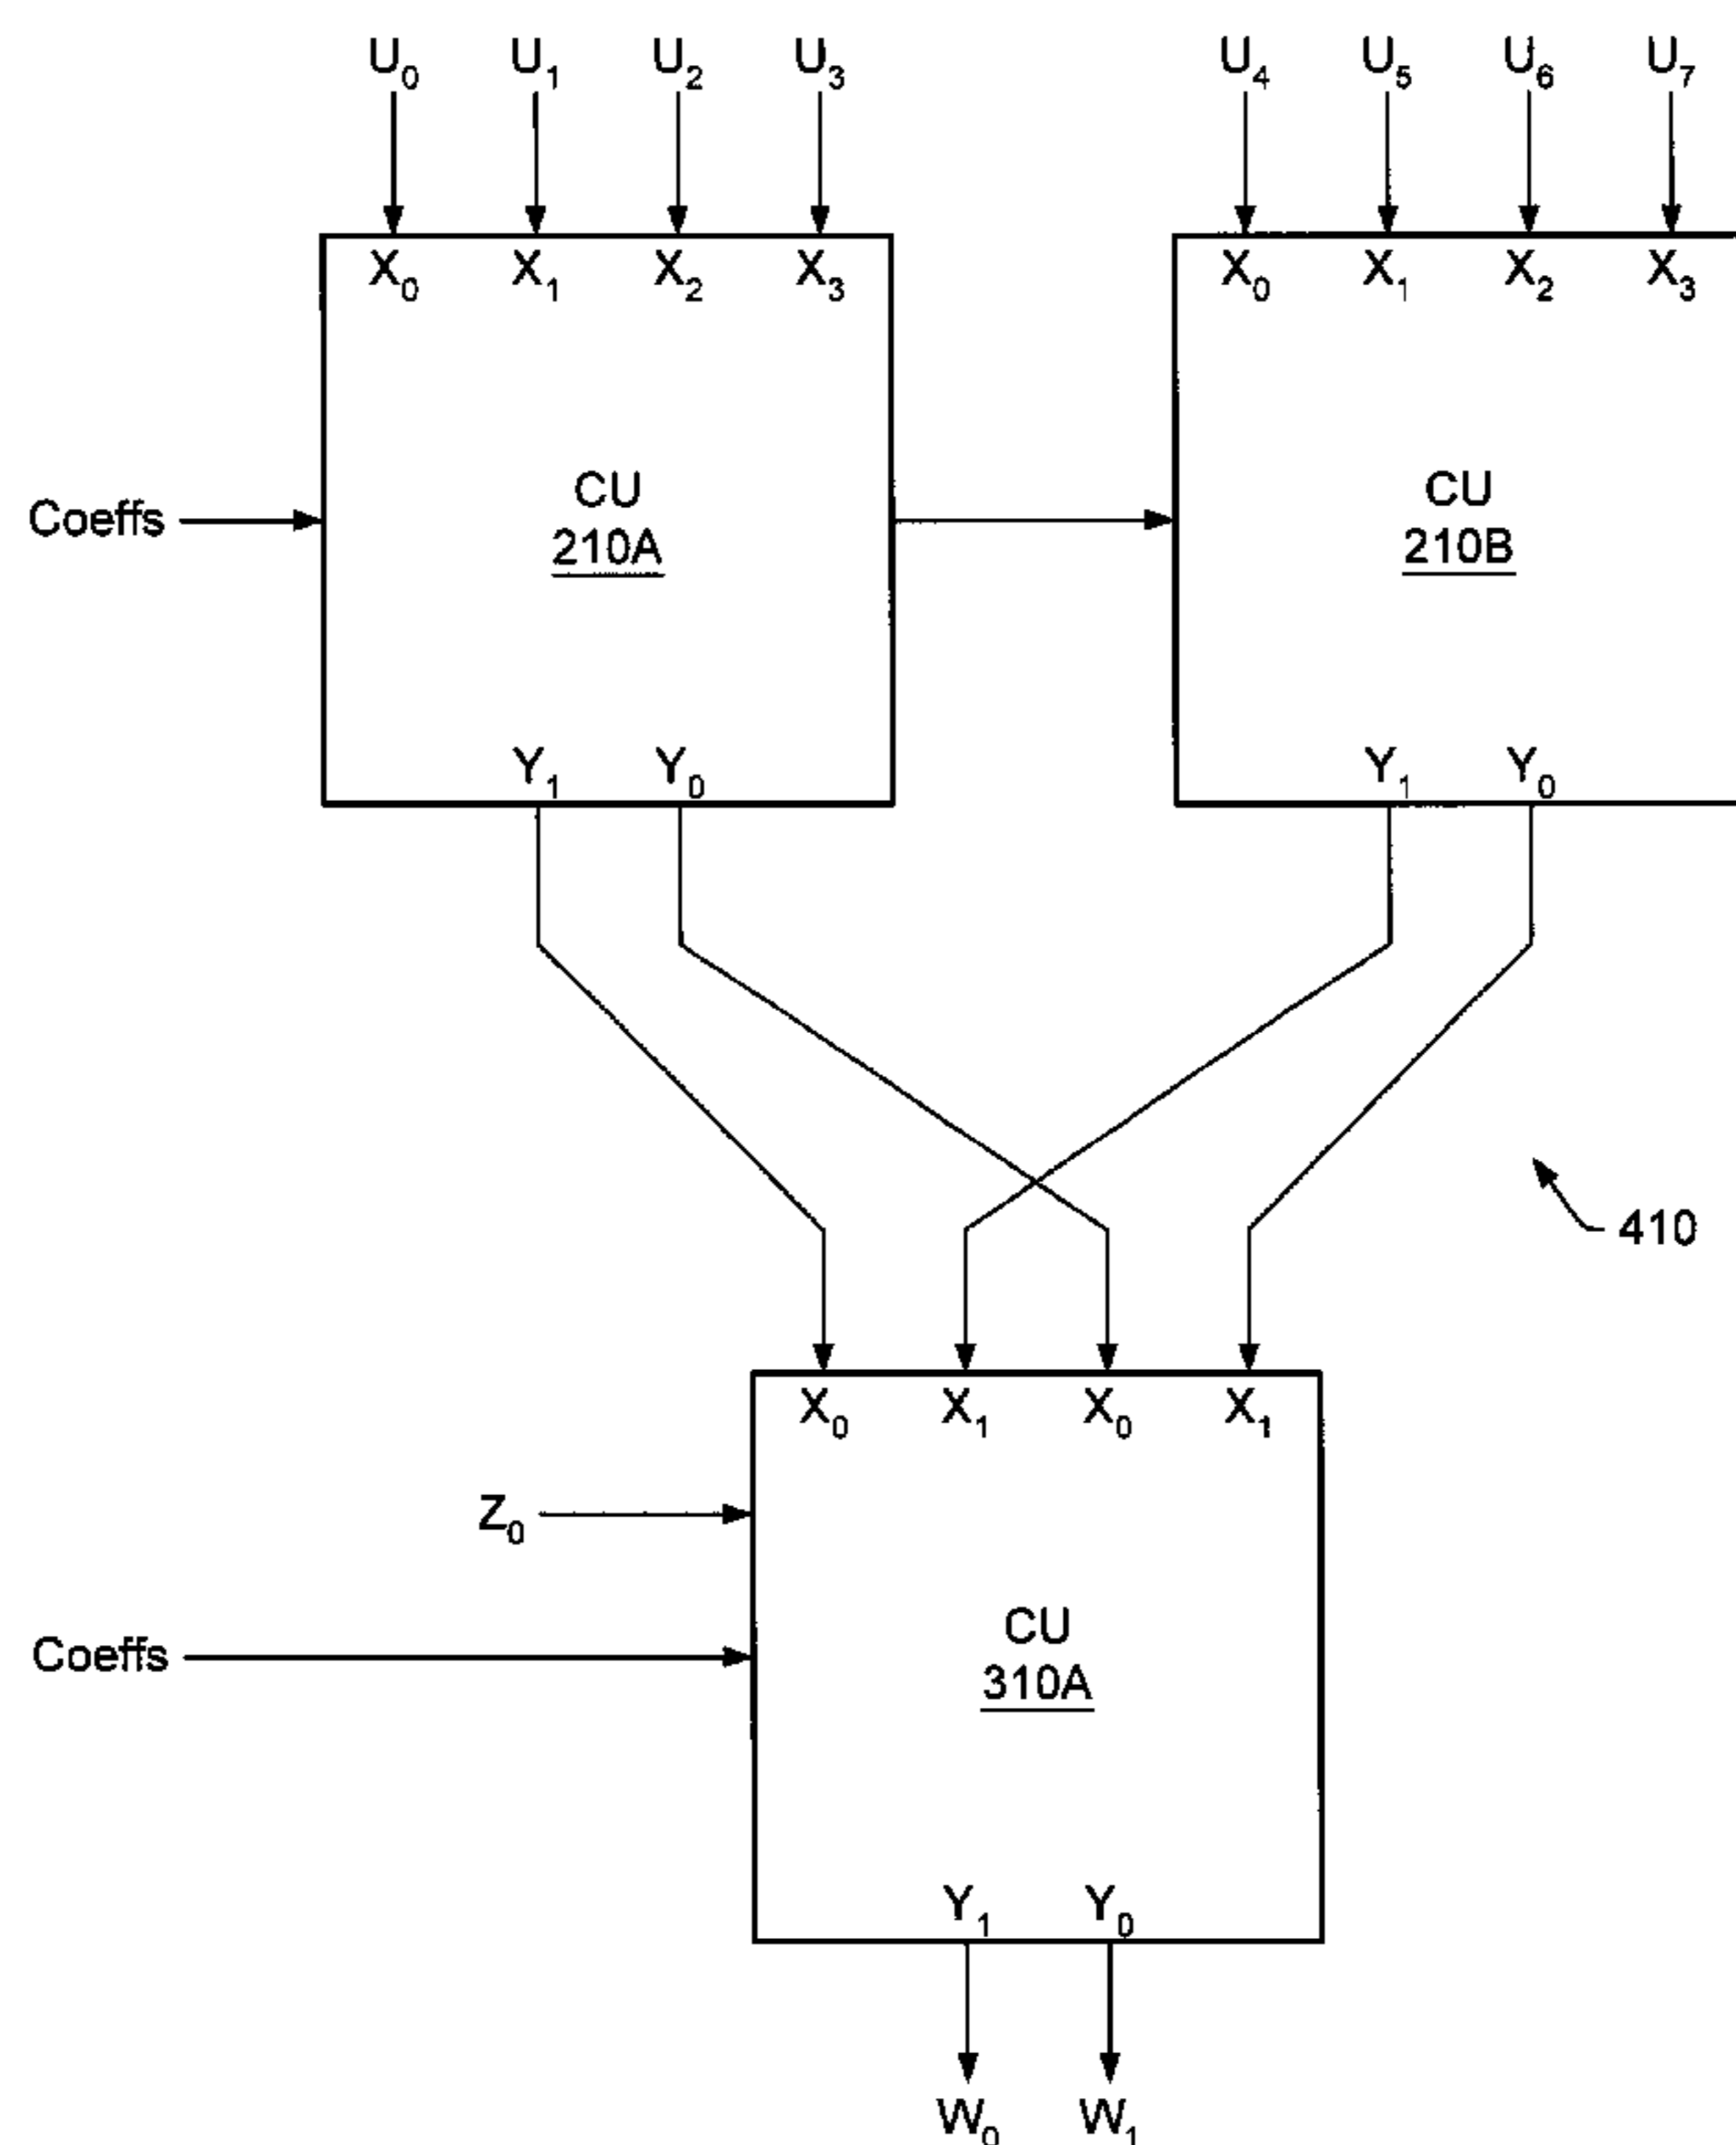 U₀ U₁ U₂ U₃ U₄ U₅ U₆ U₇
X₀ X₁ X₂ X₃ X₀ X₁ X₂ X₃
Coeffs
CU
210A
CU
210B
Y₁ Y₀ Y₁ Y₀
410
X₀ X₁ X₀ X₁
Z₀
Coeffs
CU
310A
Y₁ Y₀
W₀ W₁